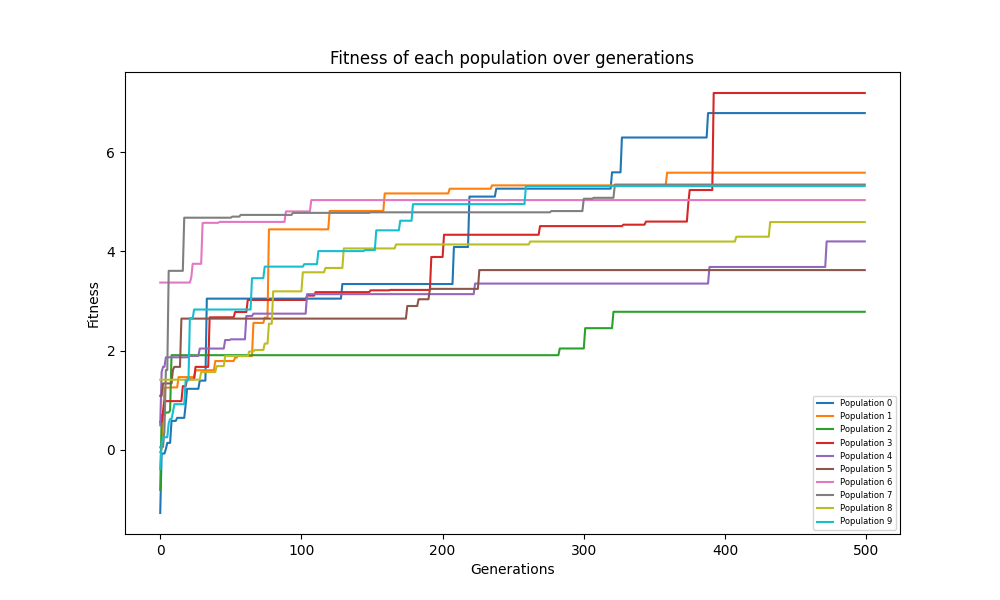 Fitness of each population over generations
Fitness
6
4
2
0
0 100 200 300 400 500
Generations
Population 0
Population 1
Population 2
Population 3
Population 4
Population 5
Population 6
Population 7
Population 8
Population 9